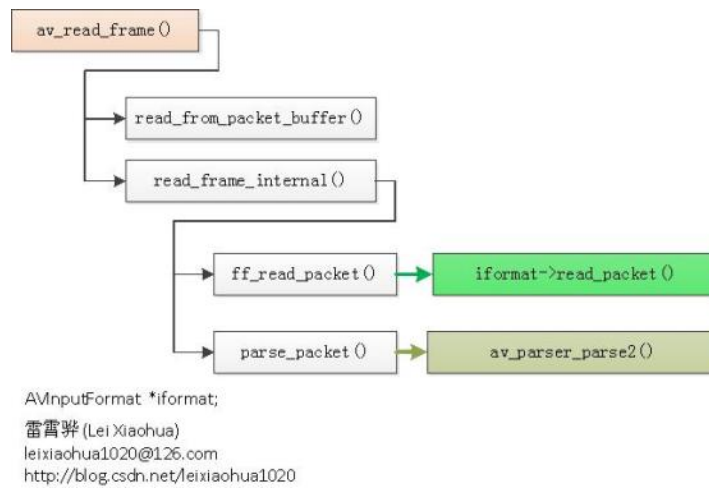 av_read_frame()
read_from_packet_buffer()
read_frame_internal()
ff_read_packet()
iformat->read_packet()
parse_packet()
av_parser_parse2()
AVInputFormat *iformat;
雷霄骅 (Lei Xiaohua)
leixiaohua1020@126.com
http://blog.csdn.net/leixiaohua1020